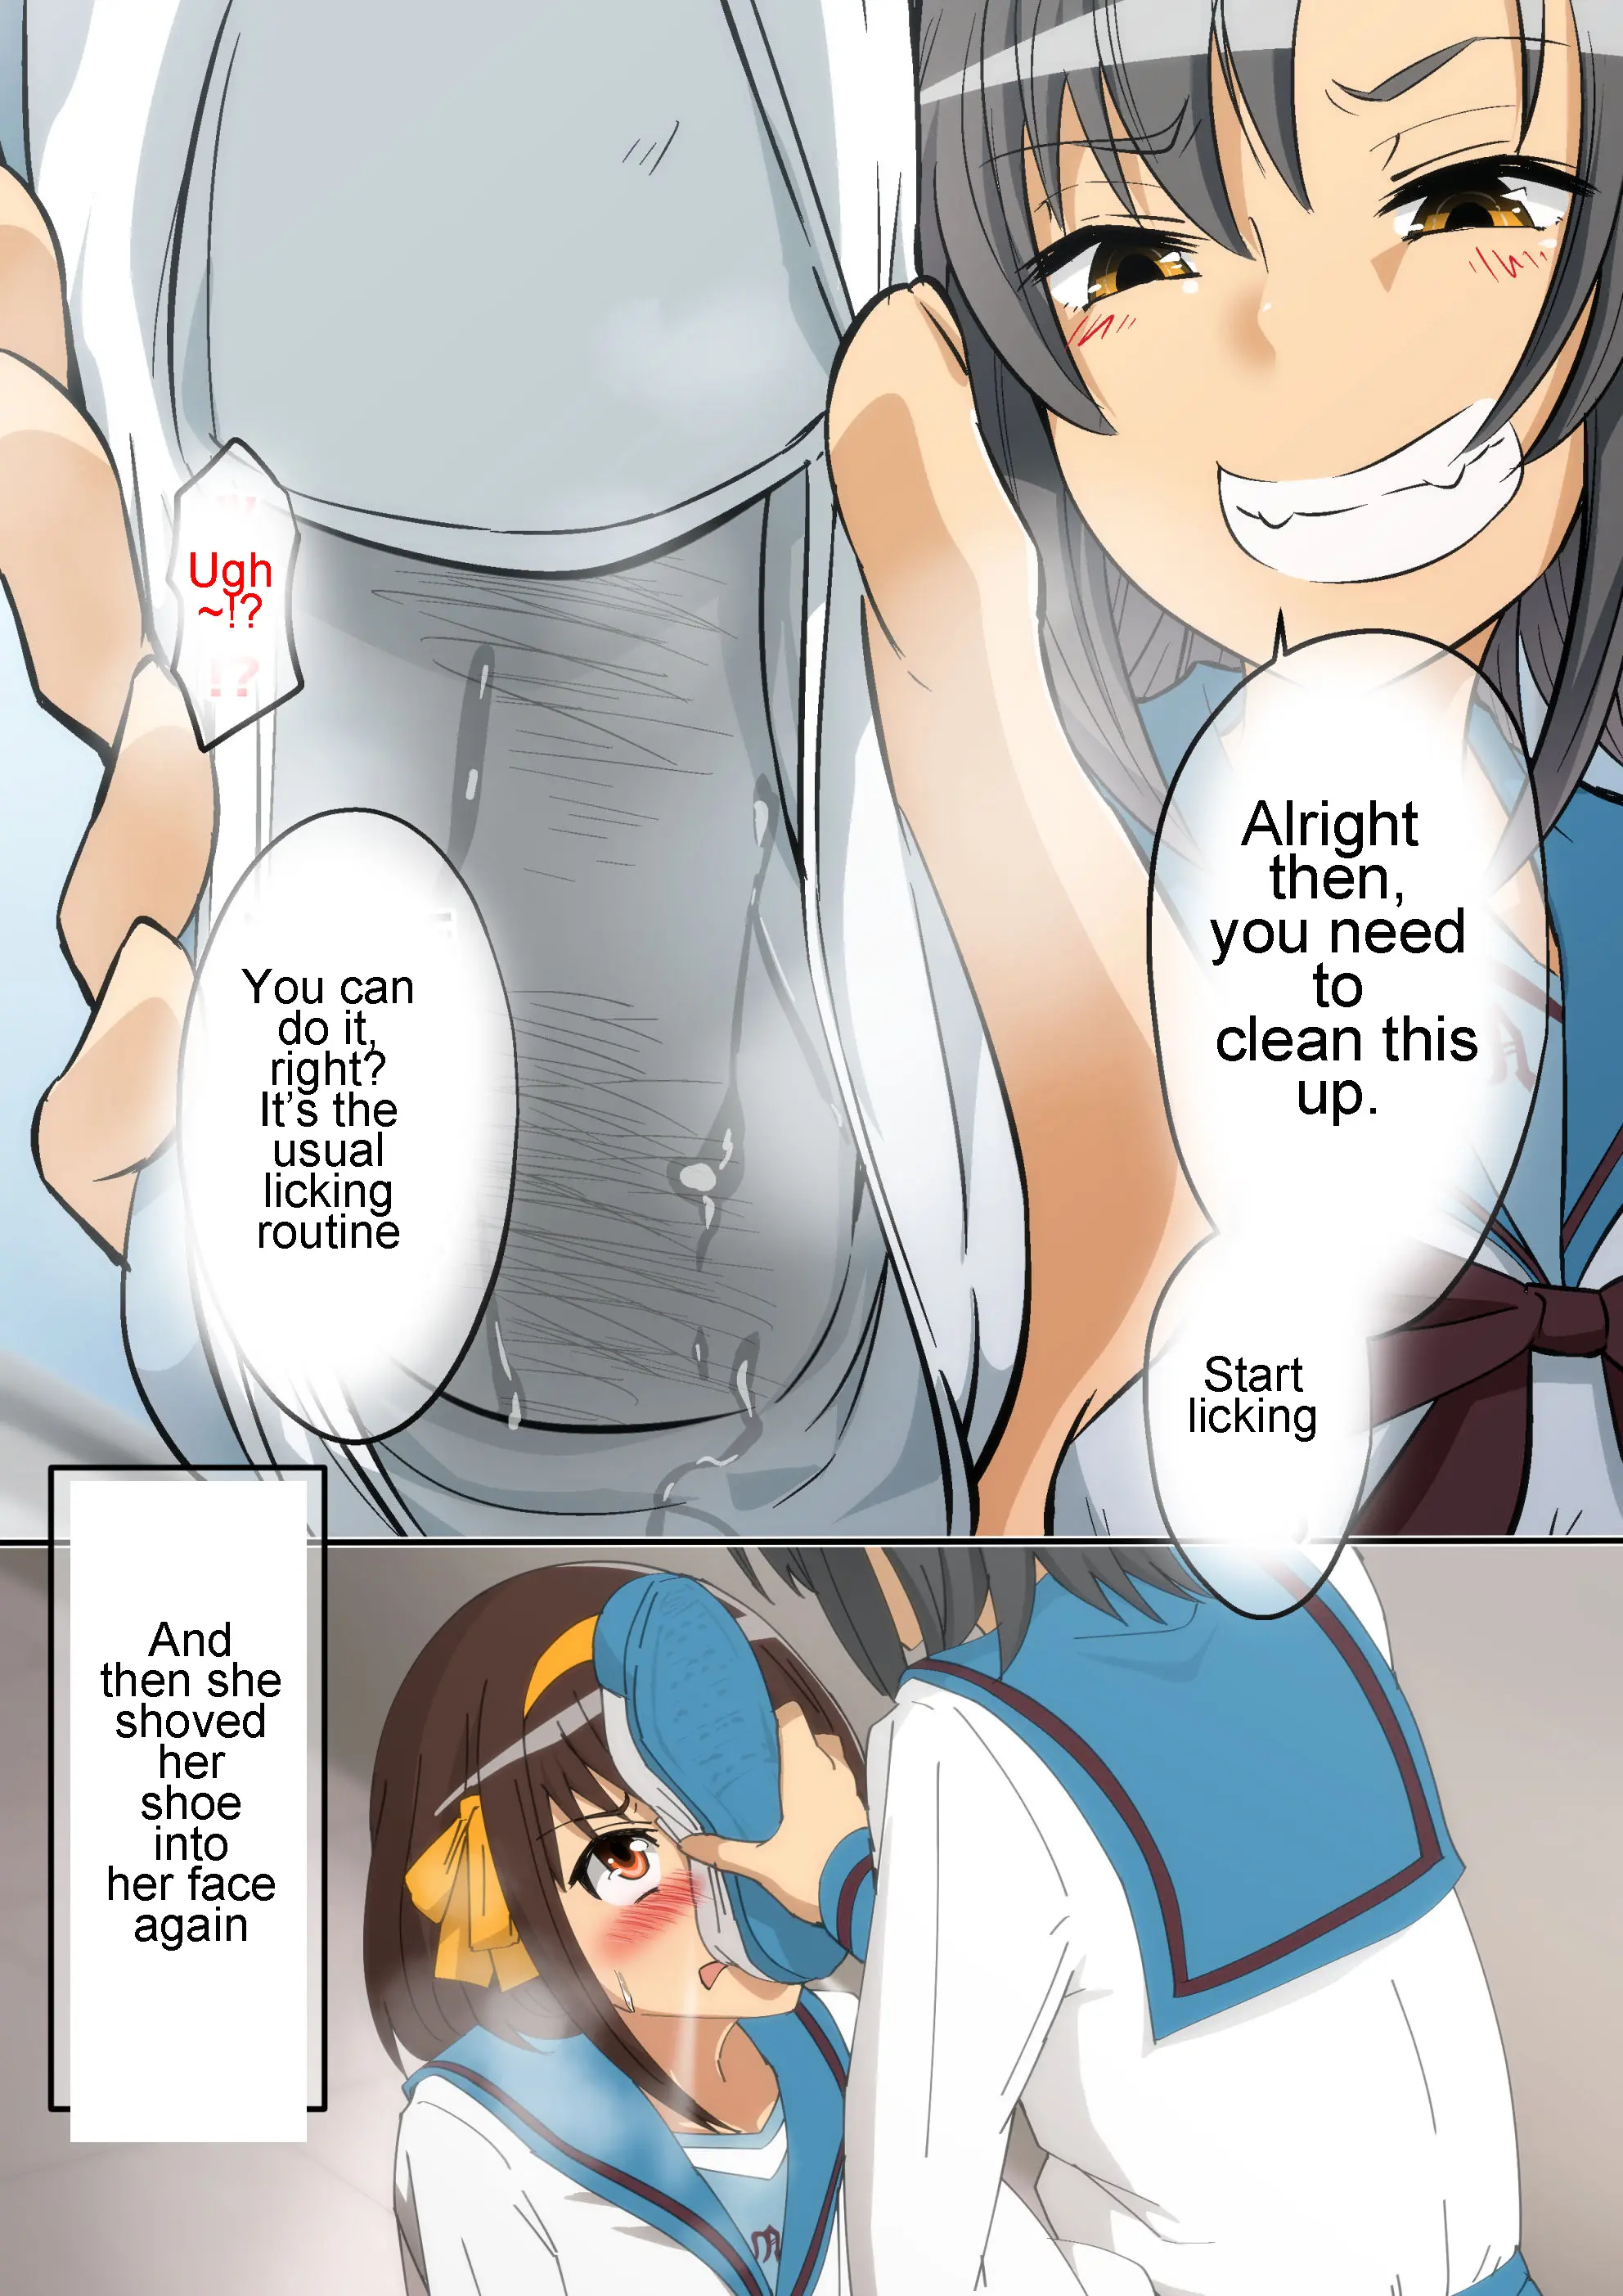 Alright
then,
you need
to
clean this
up.
Start
licking
Ugh
~!?
!?
You can
do it,
right?
It's the
usual
licking
routine
And
then she
shoved
her
shoe
into
her face
again